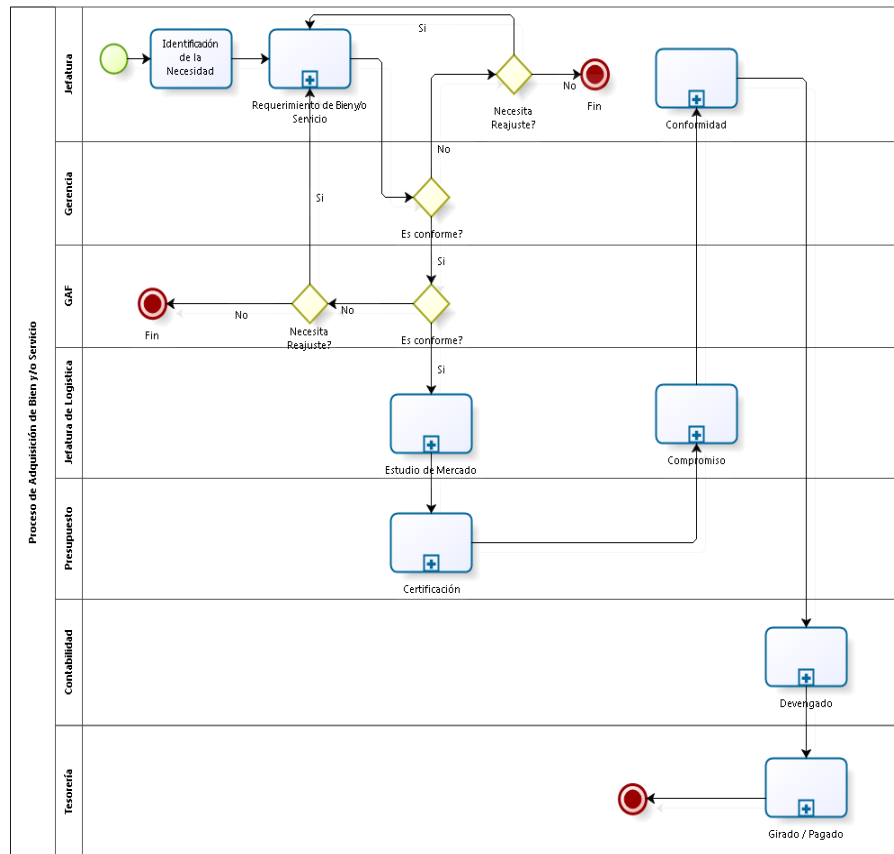 Proceso de Adquisición de Bien y/o Servicio
Jefatura
Identificación
de la
Necesidad
Requerimiento de Bien y/o
Servicio
Si
Necesita
Reajuste?
No
Fin
Conformidad
Gerencia
No
Si
Es conforme?
GAF
Si
Fin
No
Necesita
Reajuste?
No
Es conforme?
Jefatura de Logística
Si
Estudio de Mercado
Compromiso
Presupuesto
Certificación
Contabilidad
Devengado
Tesorería
Girado / Pagado